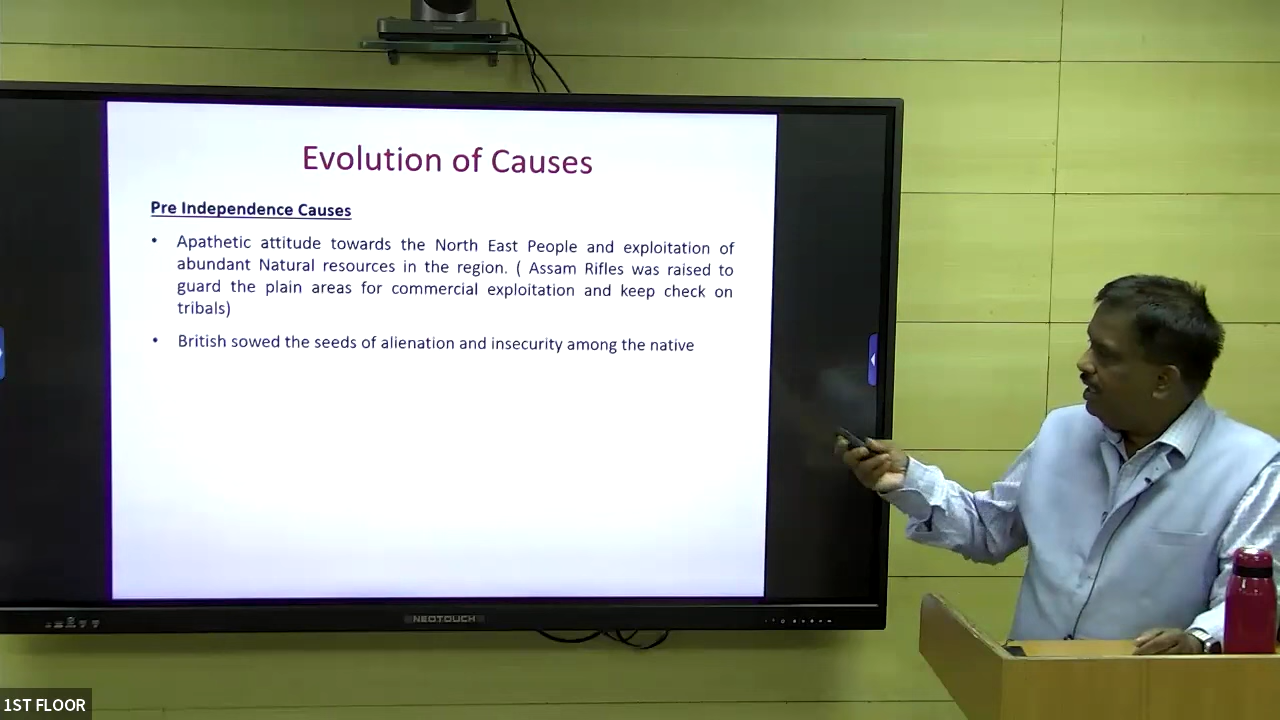 Evolution of Causes
Pre Independence Causes
• Apathetic attitude towards the North East People and exploitation of
abundant Natural resources in the region. ( Assam Rifles was raised to
guard the plain areas for commercial exploitation and keep check on
tribals)
• British sowed the seeds of alienation and insecurity among the native
NEOTOUCH
1ST FLOOR